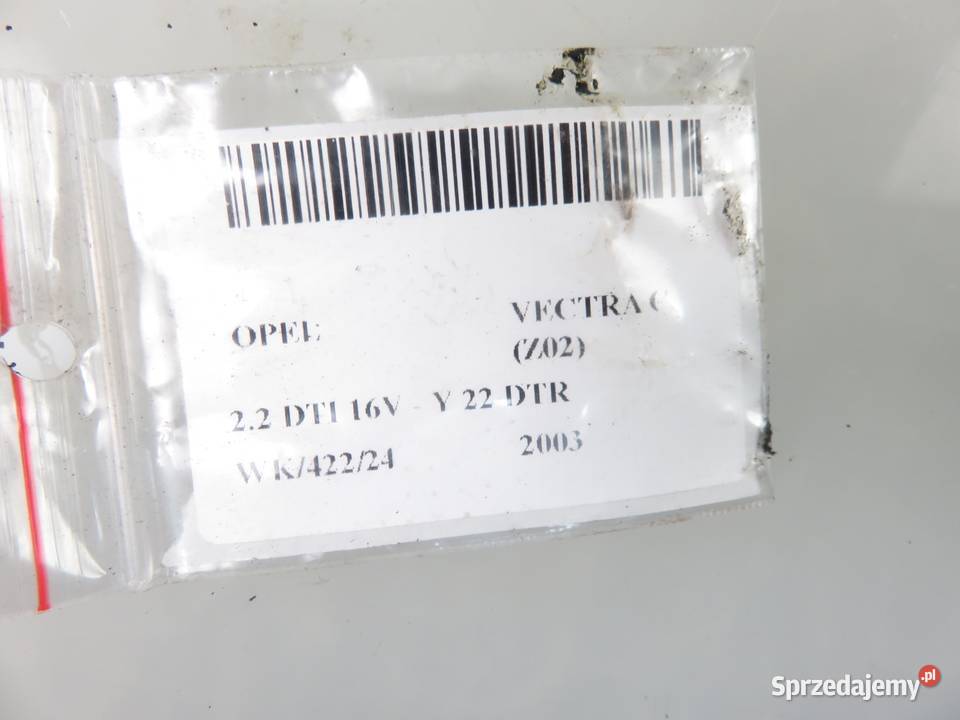 OPEL VECTRA C
(Z02)
2.2 DTI 16V - Y 22 DTR
WK/422/24 2003
Sprzedajemy.pl